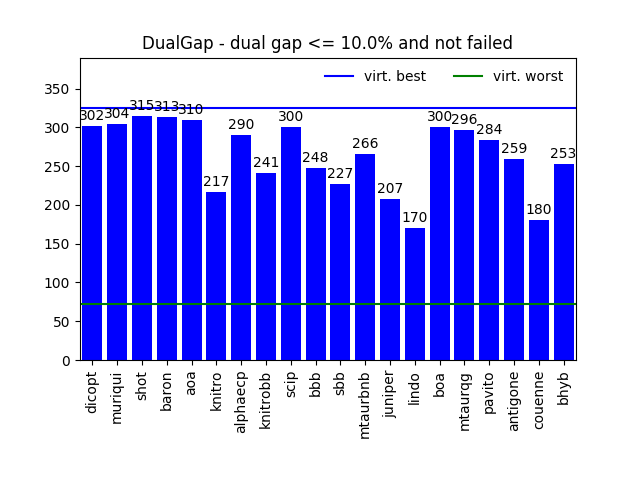 DualGap - dual gap <= 10.0% and not failed
virt. best virt. worst
350
300
250
200
150
100
50
0
302 304 315 313 310 217 290 241 300 248 227 266 207 170 300 296 284 259 180 253
dicopt
muriqui
shot
baron
aoa
knitro
alphaecp
knitrobb
scip
bbb
sbb
mtaurbnb
juniper
lindo
boa
mtaurqg
pavito
antigone
couenne
bhyb